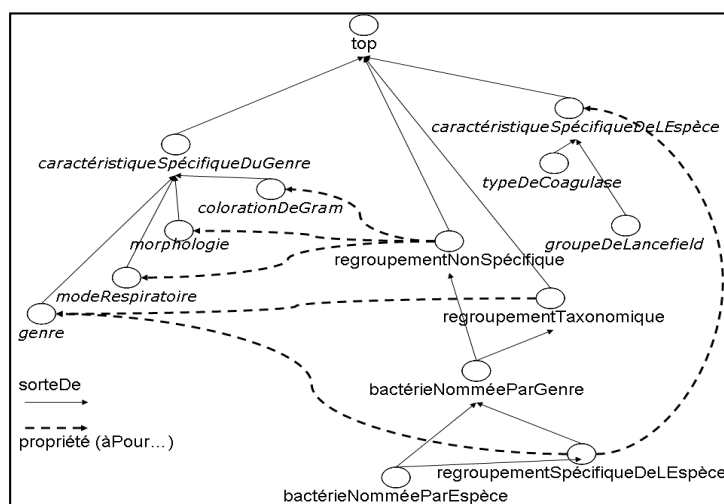 top
caractéristiqueSpécifiqueDeLEspèce
caractéristiqueSpécifiqueDuGenre
typeDeCoagulase
colorationDeGram
morphologie
groupeDeLancefield
regroupementNonSpécifique
modeRespiratoire
regroupementTaxonomique
genre
sorteDe
bactérieNomméeParGenre
propriété (àPour...)
regroupementSpécifiqueDeLEspèce
bactérieNomméeParEspèce